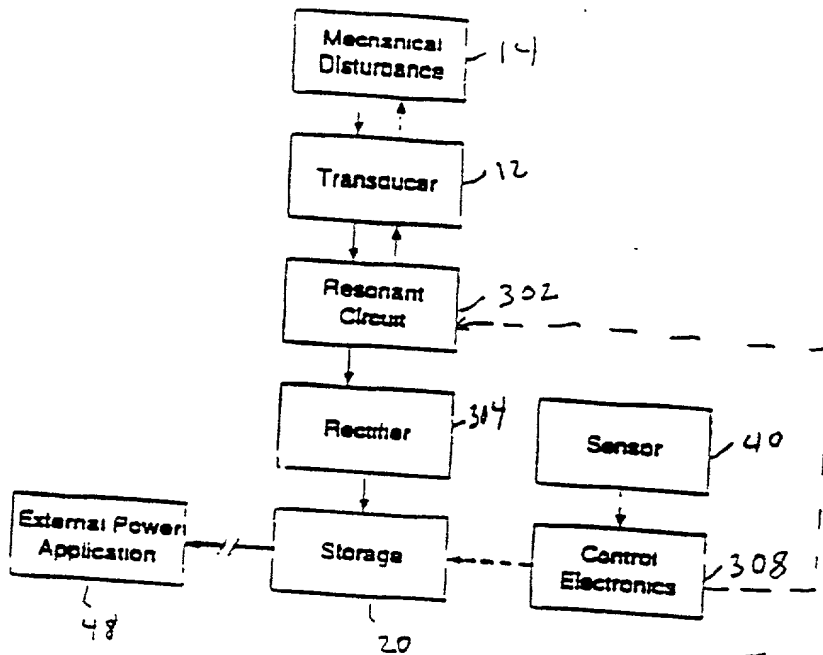 Mechanical
Disturbance
14
Transducer
12
Resonant
Circuit
302
Rectifier
304
Sensor
40
External Power
Application
48
Storage
20
Control
Electronics
308